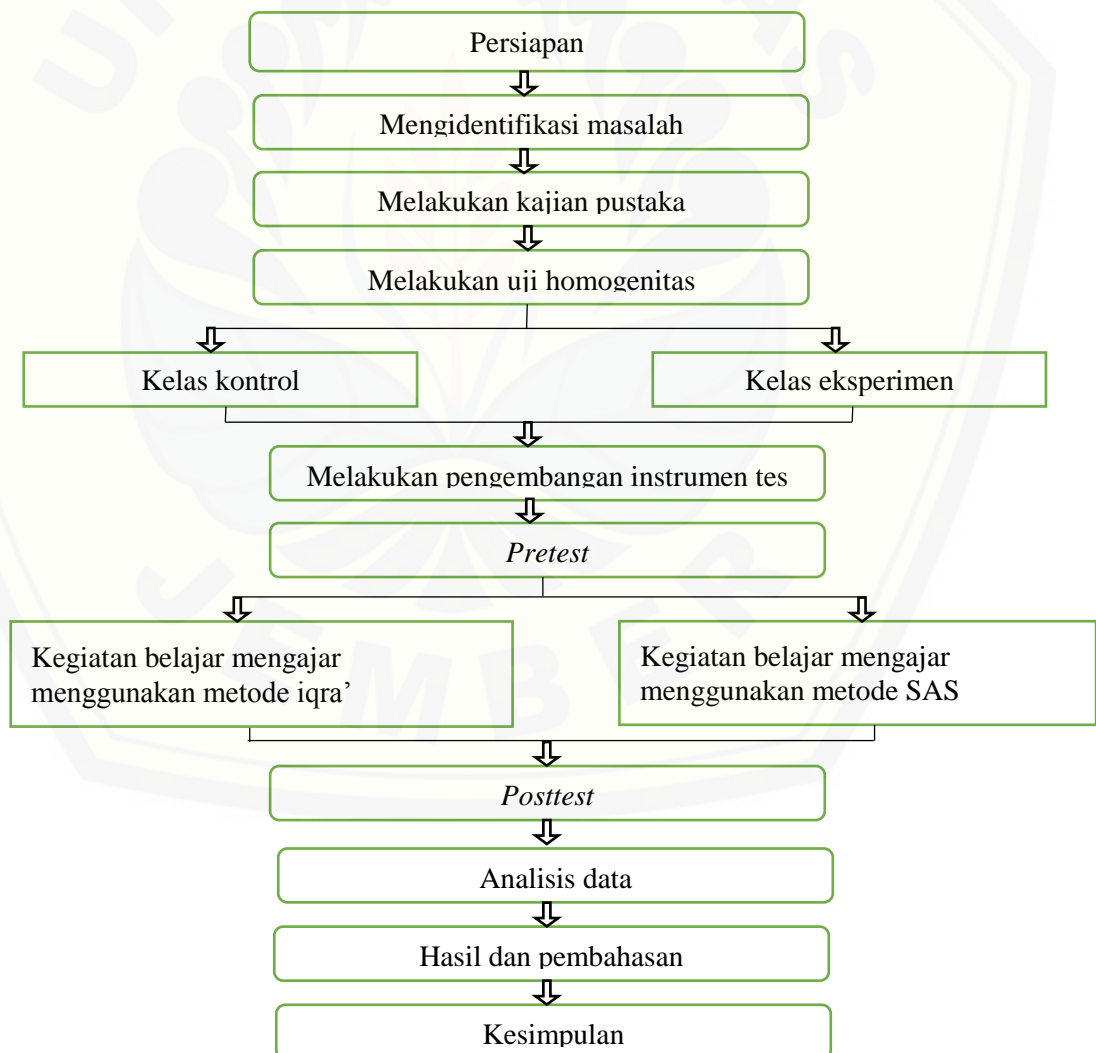 Persiapan
Mengidentifikasi masalah
Melakukan kajian pustaka
Melakukan uji homogenitas
Kelas kontrol
Kelas eksperimen
Melakukan pengembangan instrumen tes
Pretest
Kegiatan belajar mengajar
menggunakan metode iqra’
Kegiatan belajar mengajar
menggunakan metode SAS
Posttest
Analisis data
Hasil dan pembahasan
Kesimpulan
JEMBER